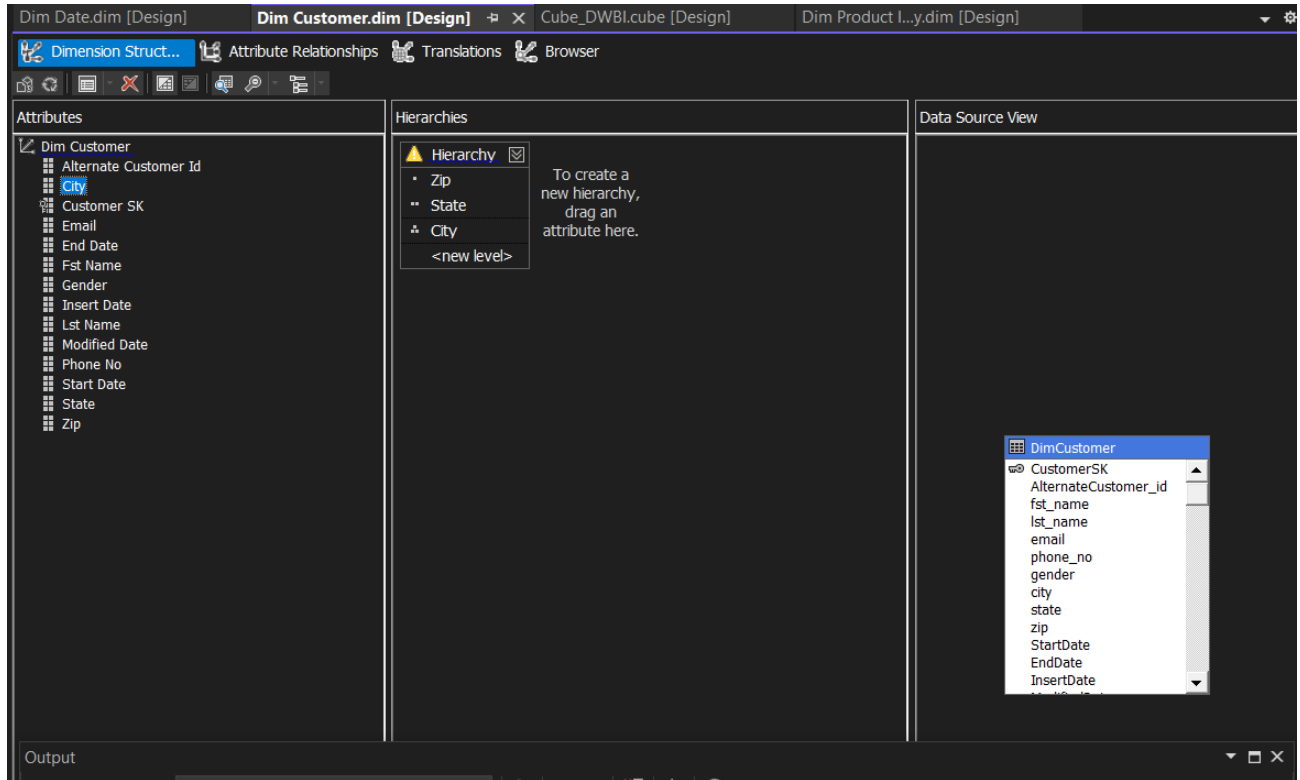 Dim Date.dim [Design] Dim Customer.dim [Design] Cube_DWBI.cube [Design] Dim Product I...y.dim [Design]
Dimension Struct... Attribute Relationships Translations Browser
Attributes
Dim Customer
Alternate Customer Id
City
Customer SK
Email
End Date
Fst Name
Gender
Insert Date
Lst Name
Modified Date
Phone No
Start Date
State
Zip
Hierarchies
Hierarchy
Zip
State
City
<new level>
To create a
new hierarchy,
drag an
attribute here.
Data Source View
DimCustomer
CustomerSK
AlternateCustomer_id
fst_name
lst_name
email
phone_no
gender
city
state
zip
StartDate
EndDate
InsertDate
Output